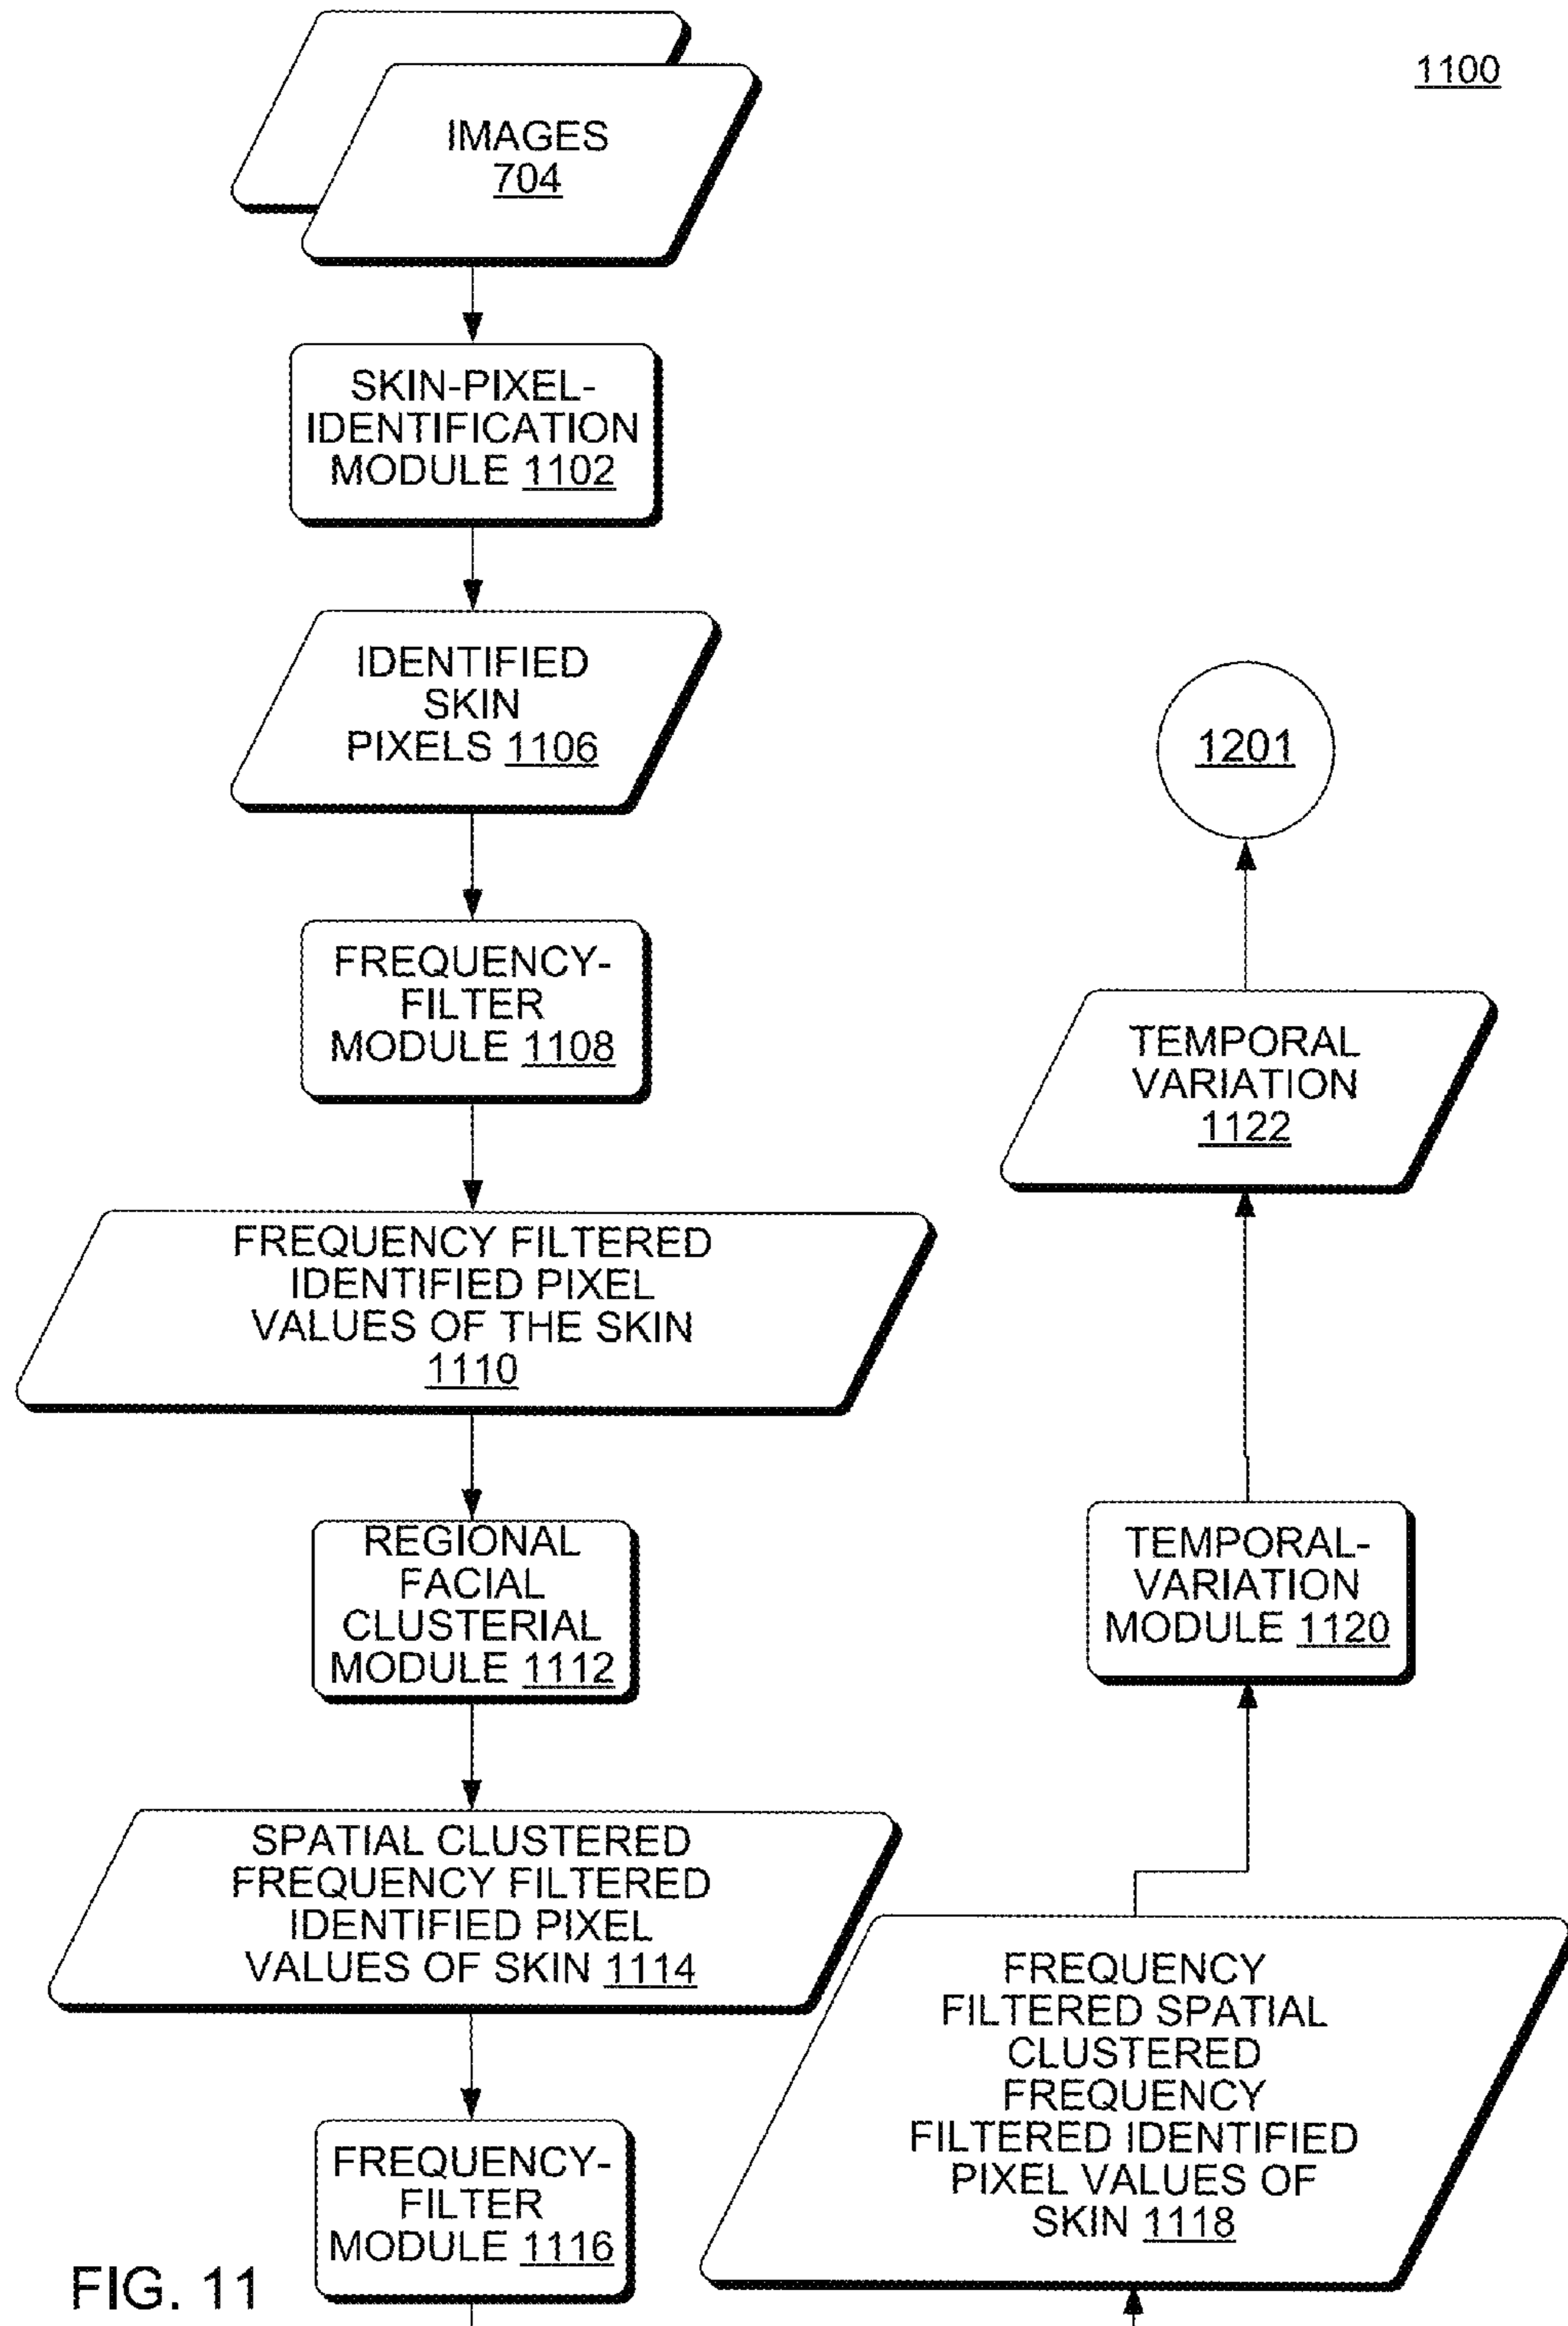 1100
IMAGES
704
SKIN-PIXEL-
IDENTIFICATION
MODULE 1102
IDENTIFIED
SKIN
PIXELS 1106
FREQUENCY-
FILTER
MODULE 1108
FREQUENCY FILTERED
IDENTIFIED PIXEL
VALUES OF THE SKIN
1110
REGIONAL
FACIAL
CLUSTERIAL
MODULE 1112
SPATIAL CLUSTERED
FREQUENCY FILTERED
IDENTIFIED PIXEL
VALUES OF SKIN 1114
FREQUENCY-
FILTER
MODULE 1116
FREQUENCY
FILTERED SPATIAL
CLUSTERED
FREQUENCY
FILTERED IDENTIFIED
PIXEL VALUES OF
SKIN 1118
TEMPORAL-
VARIATION
MODULE 1120
TEMPORAL
VARIATION
1122
1201
FIG. 11